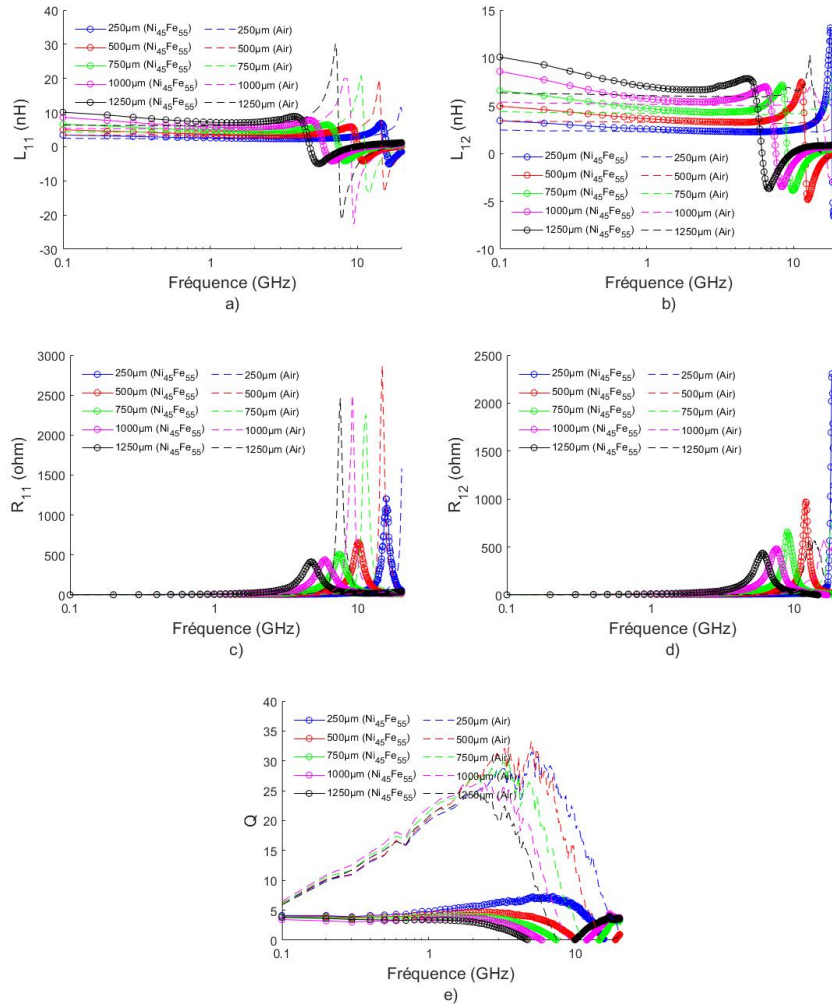 40
30
20
10
0
-10
-20
-30
L11 (nH)
250µm (Ni45Fe55)
500µm (Ni45Fe55)
750µm (Ni45Fe55)
1000µm (Ni45Fe55)
1250µm (Ni45Fe55)
250µm (Air)
500µm (Air)
750µm (Air)
1000µm (Air)
1250µm (Air)
0.1
1
10
Fréquence (GHz)
a)
15
10
5
0
-5
-10
L12 (nH)
250µm (Ni45Fe55)
500µm (Ni45Fe55)
750µm (Ni45Fe55)
1000µm (Ni45Fe55)
1250µm (Ni45Fe55)
250µm (Air)
500µm (Air)
750µm (Air)
1000µm (Air)
1250µm (Air)
0.1
1
10
Fréquence (GHz)
b)
3000
2500
2000
1500
1000
500
0
R11 (ohm)
250µm (Ni45Fe55)
500µm (Ni45Fe55)
750µm (Ni45Fe55)
1000µm (Ni45Fe55)
1250µm (Ni45Fe55)
250µm (Air)
500µm (Air)
750µm (Air)
1000µm (Air)
1250µm (Air)
0.1
1
10
Fréquence (GHz)
c)
2500
2000
1500
1000
500
0
R12 (ohm)
250µm (Ni45Fe55)
500µm (Ni45Fe55)
750µm (Ni45Fe55)
1000µm (Ni45Fe55)
1250µm (Ni45Fe55)
250µm (Air)
500µm (Air)
750µm (Air)
1000µm (Air)
1250µm (Air)
0.1
1
10
Fréquence (GHz)
d)
40
35
30
25
20
15
10
5
0
Q
250µm (Ni45Fe55)
500µm (Ni45Fe55)
750µm (Ni45Fe55)
1000µm (Ni45Fe55)
1250µm (Ni45Fe55)
250µm (Air)
500µm (Air)
750µm (Air)
1000µm (Air)
1250µm (Air)
0.1
1
10
Fréquence (GHz)
e)